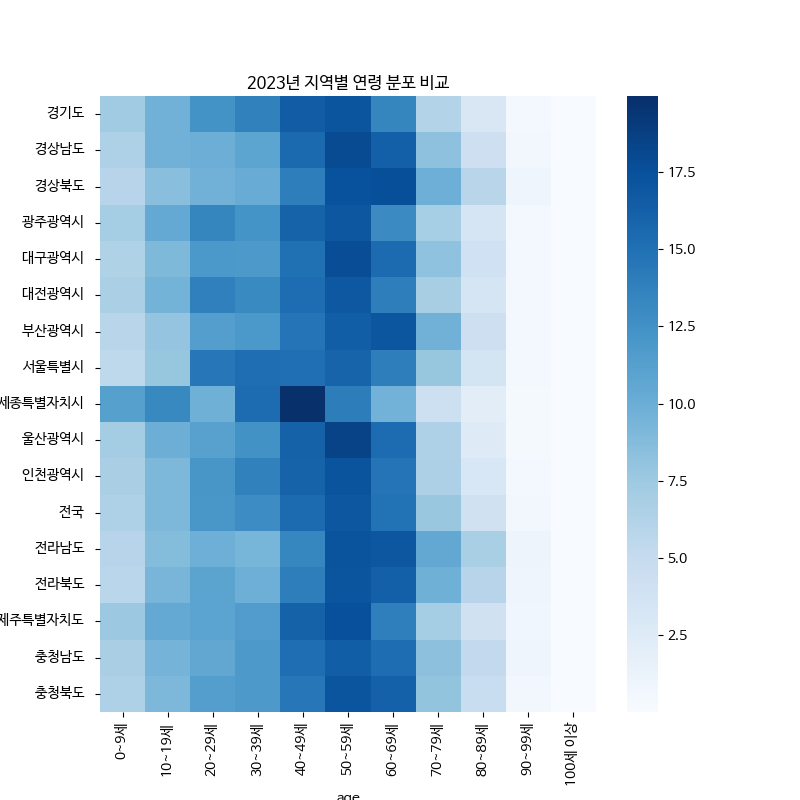 2023년 지역별 연령 분포 비교
경기도
경상남도
경상북도
광주광역시
대구광역시
대전광역시
부산광역시
서울특별시
세종특별자치시
울산광역시
인천광역시
전국
전라남도
전라북도
제주특별자치도
충청남도
충청북도
0~9세
10~19세
20~29세
30~39세
40~49세
50~59세
60~69세
70~79세
80~89세
90~99세
100세 이상
age
17.5
15.0
12.5
10.0
7.5
5.0
2.5